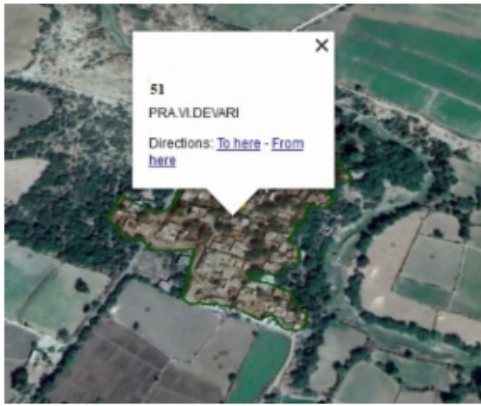 51
PRA.VI.DEVARI
Directions: To here - From
here